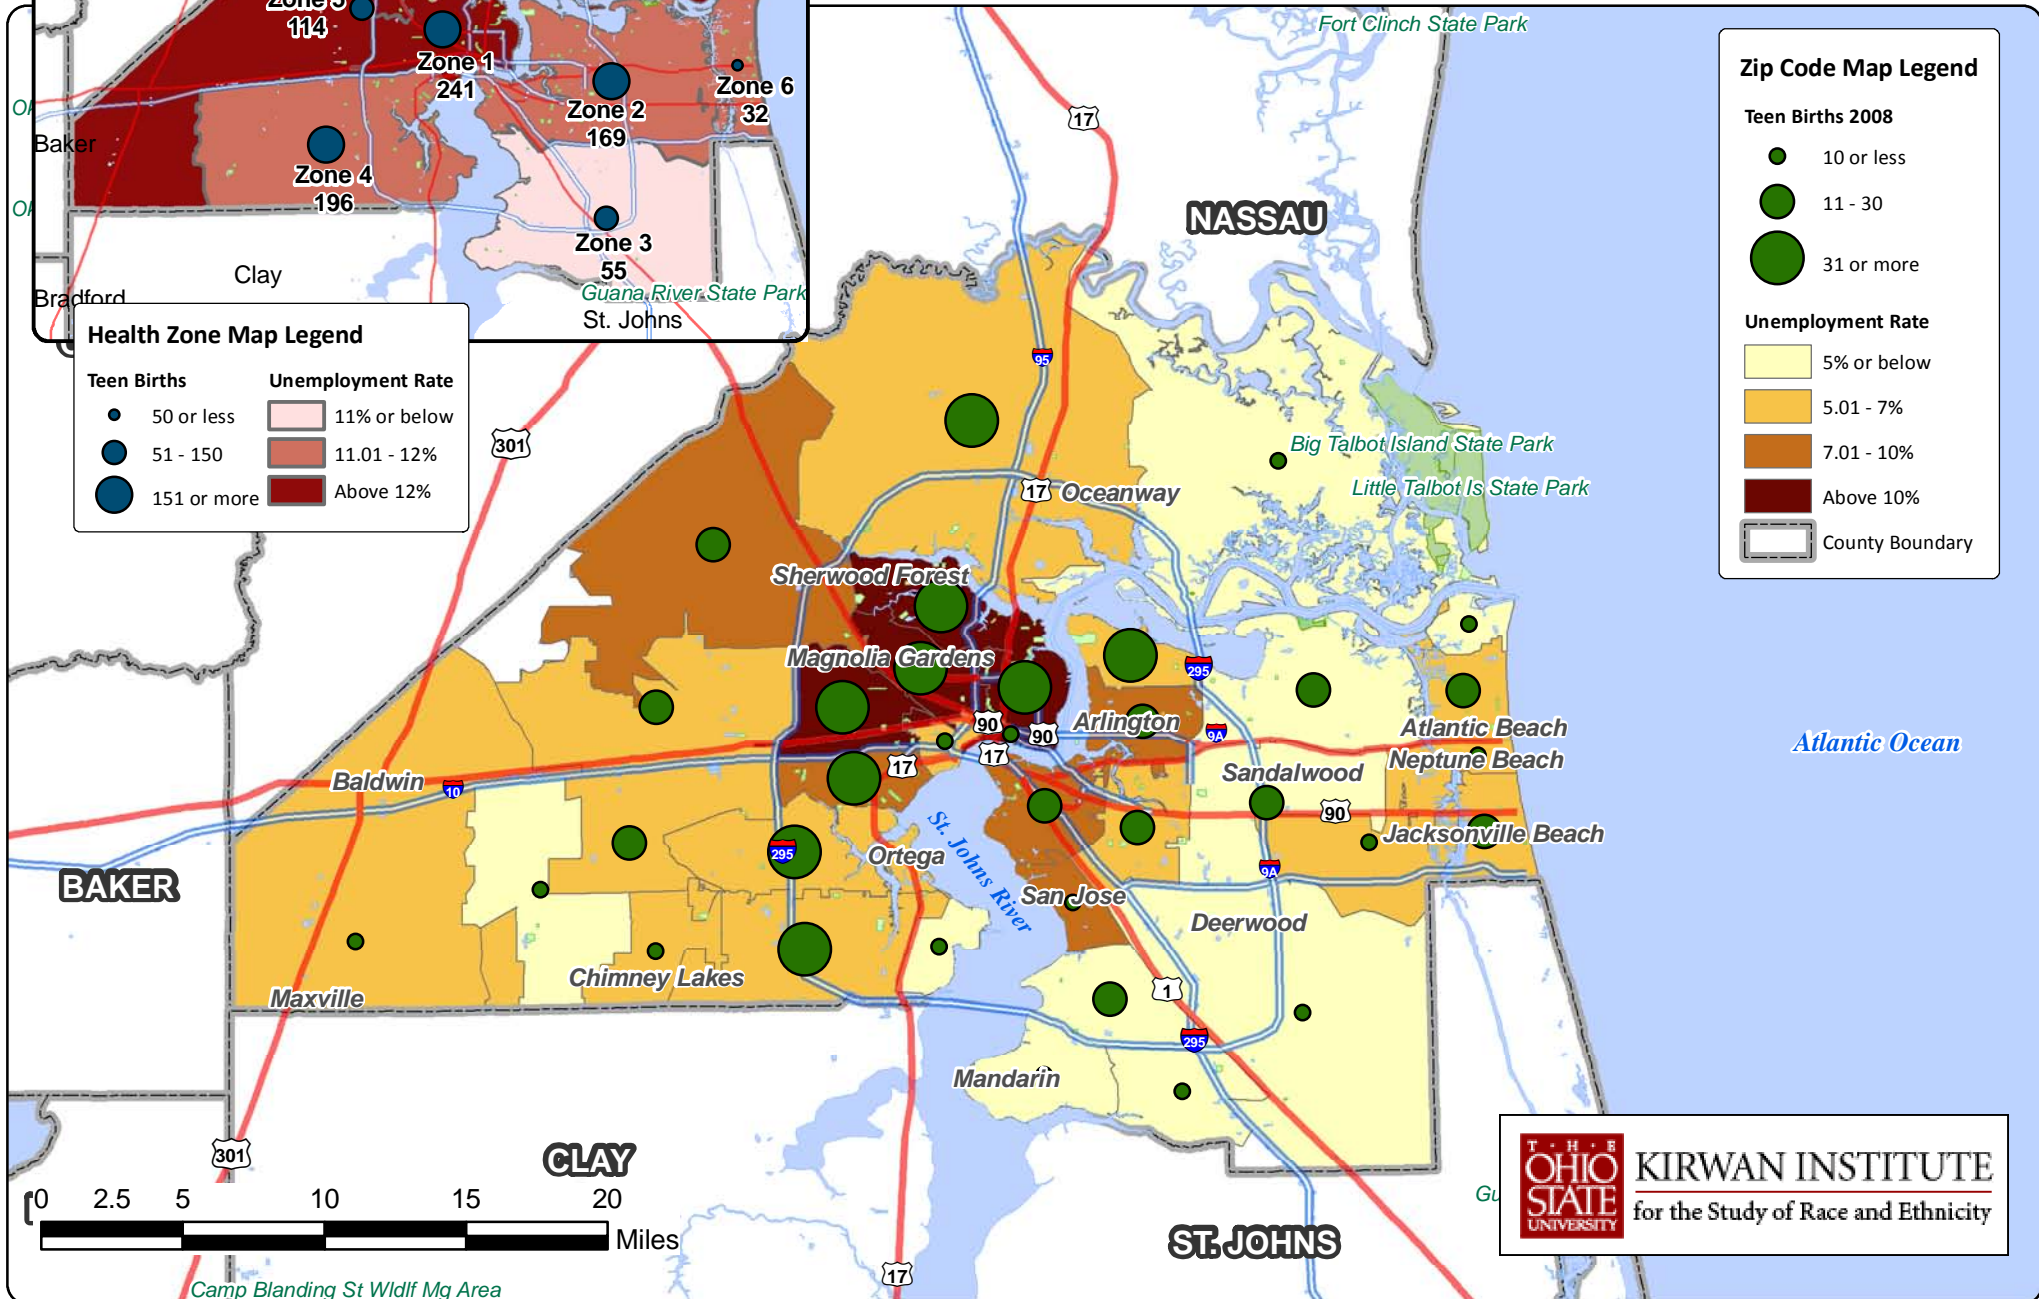 Zone 5
114
Zone 1
241
Zone 2
169
Zone 6
32
Zone 4
196
Zone 3
55
Baker
Clay
Bradford
Guana River State Park
St. Johns
Health Zone Map Legend
Teen Births
Unemployment Rate
50 or less
11% or below
51 - 150
11.01 - 12%
151 or more
Above 12%
Fort Clinch State Park
17
NASSAU
95
301
Big Talbot Island State Park
Little Talbot Is State Park
17
Oceanway
Sherwood Forest
Magnolia Gardens
295
90
90
Arlington
9A
Atlantic Beach
Neptune Beach
Atlantic Ocean
17
17
Sandalwood
Baldwin
10
90
Jacksonville Beach
St. Johns River
295
Ortega
9A
San Jose
BAKER
Deerwood
Chimney Lakes
Maxville
1
295
Mandarin
301
CLAY
ST. JOHNS
17
0 2.5 5 10 15 20
Miles
Camp Blanding St Wldlf Mg Area
Zip Code Map Legend
Teen Births 2008
10 or less
11 - 30
31 or more
Unemployment Rate
5% or below
5.01 - 7%
7.01 - 10%
Above 10%
County Boundary
Gu
T · H · E
OHIO
STATE
UNIVERSITY
KIRWAN INSTITUTE
for the Study of Race and Ethnicity